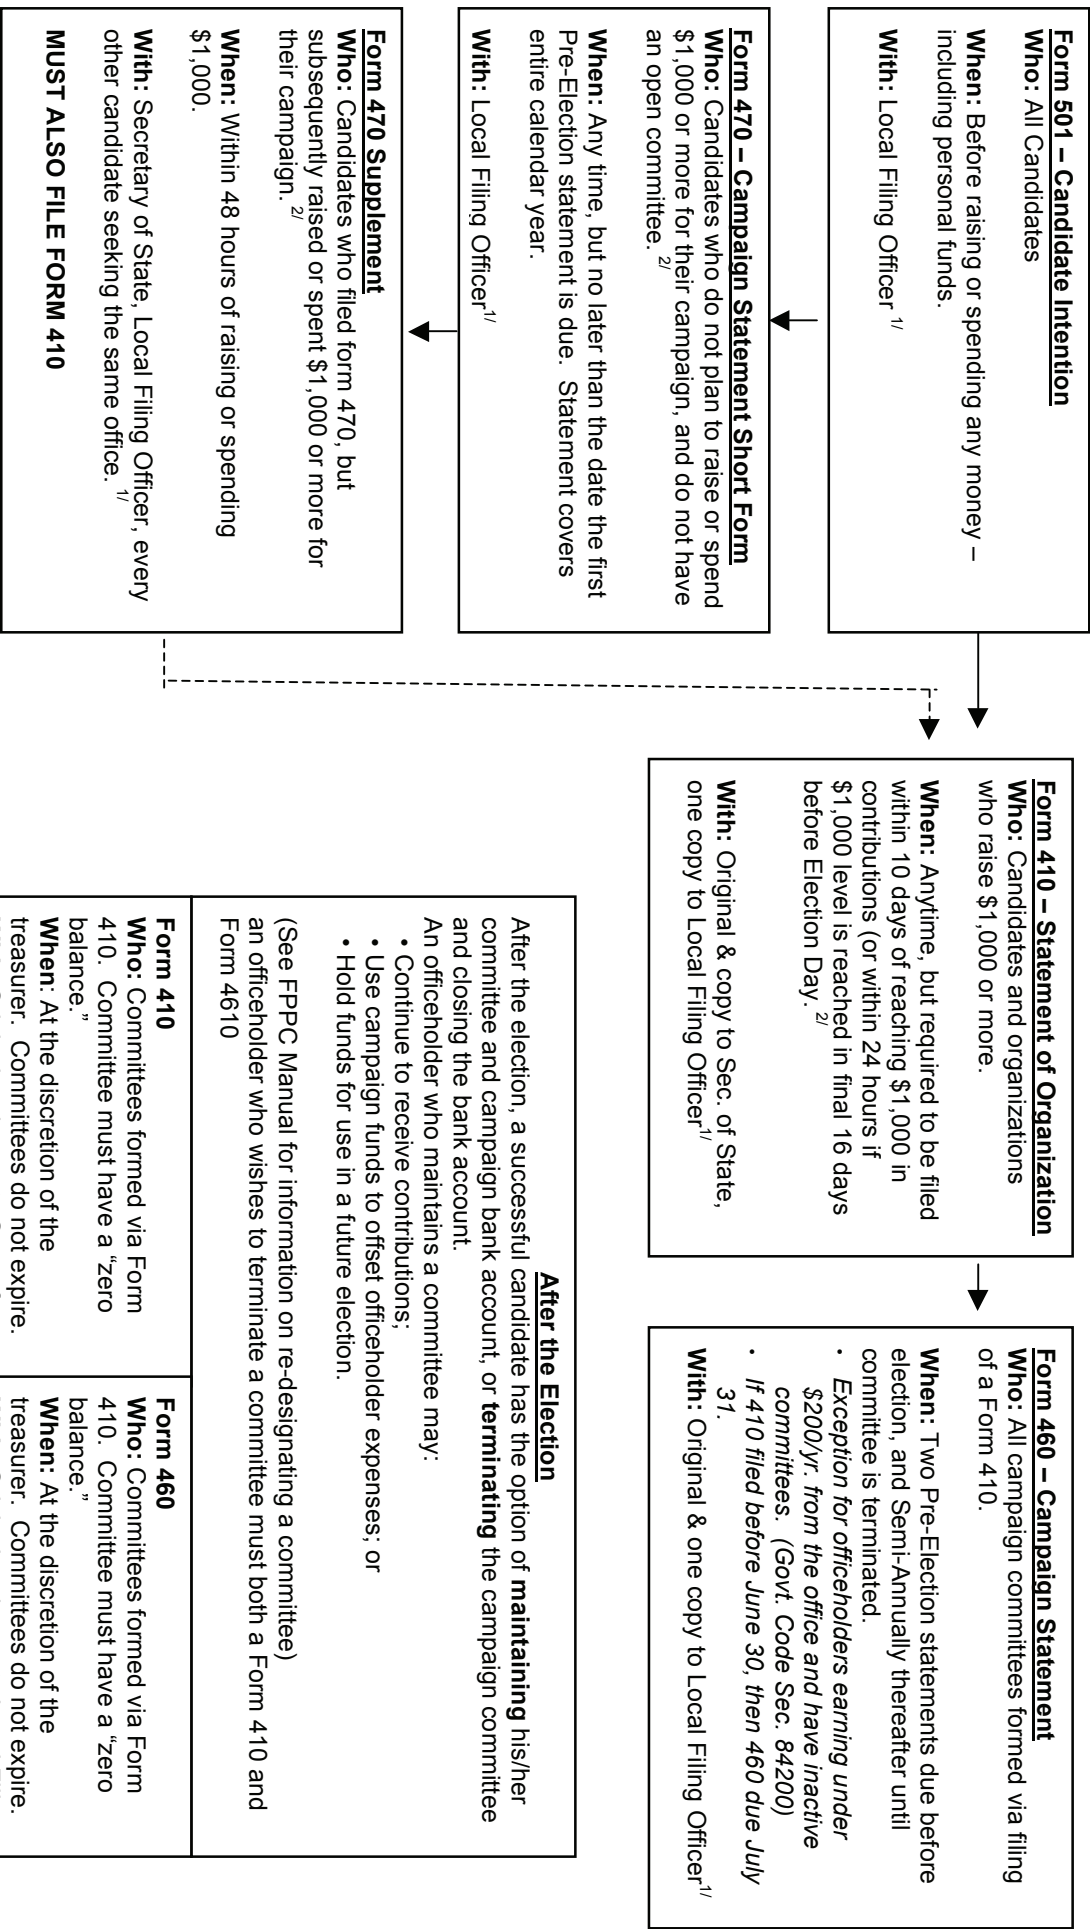 Form 501 – Candidate Intention
Who: All Candidates
When: Before raising or spending any money –
including personal funds.
With: Local Filing Officer 1/
Form 470 – Campaign Statement Short Form
Who: Candidates who do not plan to raise or spend
$1,000 or more for their campaign, and do not have
an open committee. 2/
When: Any time, but no later than the date the first
Pre-Election statement is due. Statement covers
entire calendar year.
With: Local Filing Officer1/
Form 470 Supplement
Who: Candidates who filed form 470, but
subsequently raised or spent $1,000 or more for
their campaign. 2/
When: Within 48 hours of raising or spending
$1,000.
With: Secretary of State, Local Filing Officer, every
other candidate seeking the same office. 1/
MUST ALSO FILE FORM 410
Form 410 – Statement of Organization
Who: Candidates and organizations
who raise $1,000 or more.
When: Anytime, but required to be filed
within 10 days of reaching $1,000 in
contributions (or within 24 hours if
$1,000 level is reached in final 16 days
before Election Day. 2/
With: Original & copy to Sec. of State,
one copy to Local Filing Officer1/
Form 460 – Campaign Statement
Who: All campaign committees formed via filing
of a Form 410.
When: Two Pre-Election statements due before
election, and Semi-Annually thereafter until
committee is terminated.
• Exception for officeholders earning under
$200/yr. from the office and have inactive
committees. (Govt. Code Sec. 84200)
• If 410 filed before June 30, then 460 due July
31.
With: Original & one copy to Local Filing Officer1/
After the Election
After the election, a successful candidate has the option of maintaining his/her
committee and campaign bank account, or terminating the campaign committee
and closing the bank account.
An officeholder who maintains a committee may:
• Continue to receive contributions;
• Use campaign funds to offset officeholder expenses; or
• Hold funds for use in a future election.
(See FPPC Manual for information on re-designating a committee)
an officeholder who wishes to terminate a committee must both a Form 410 and
Form 4610
Form 410
Who: Committees formed via Form
410. Committee must have a “zero
balance.”
When: At the discretion of the
treasurer. Committees do not expire.
Form 460
Who: Committees formed via Form
410. Committee must have a “zero
balance.”
When: At the discretion of the
treasurer. Committees do not expire.